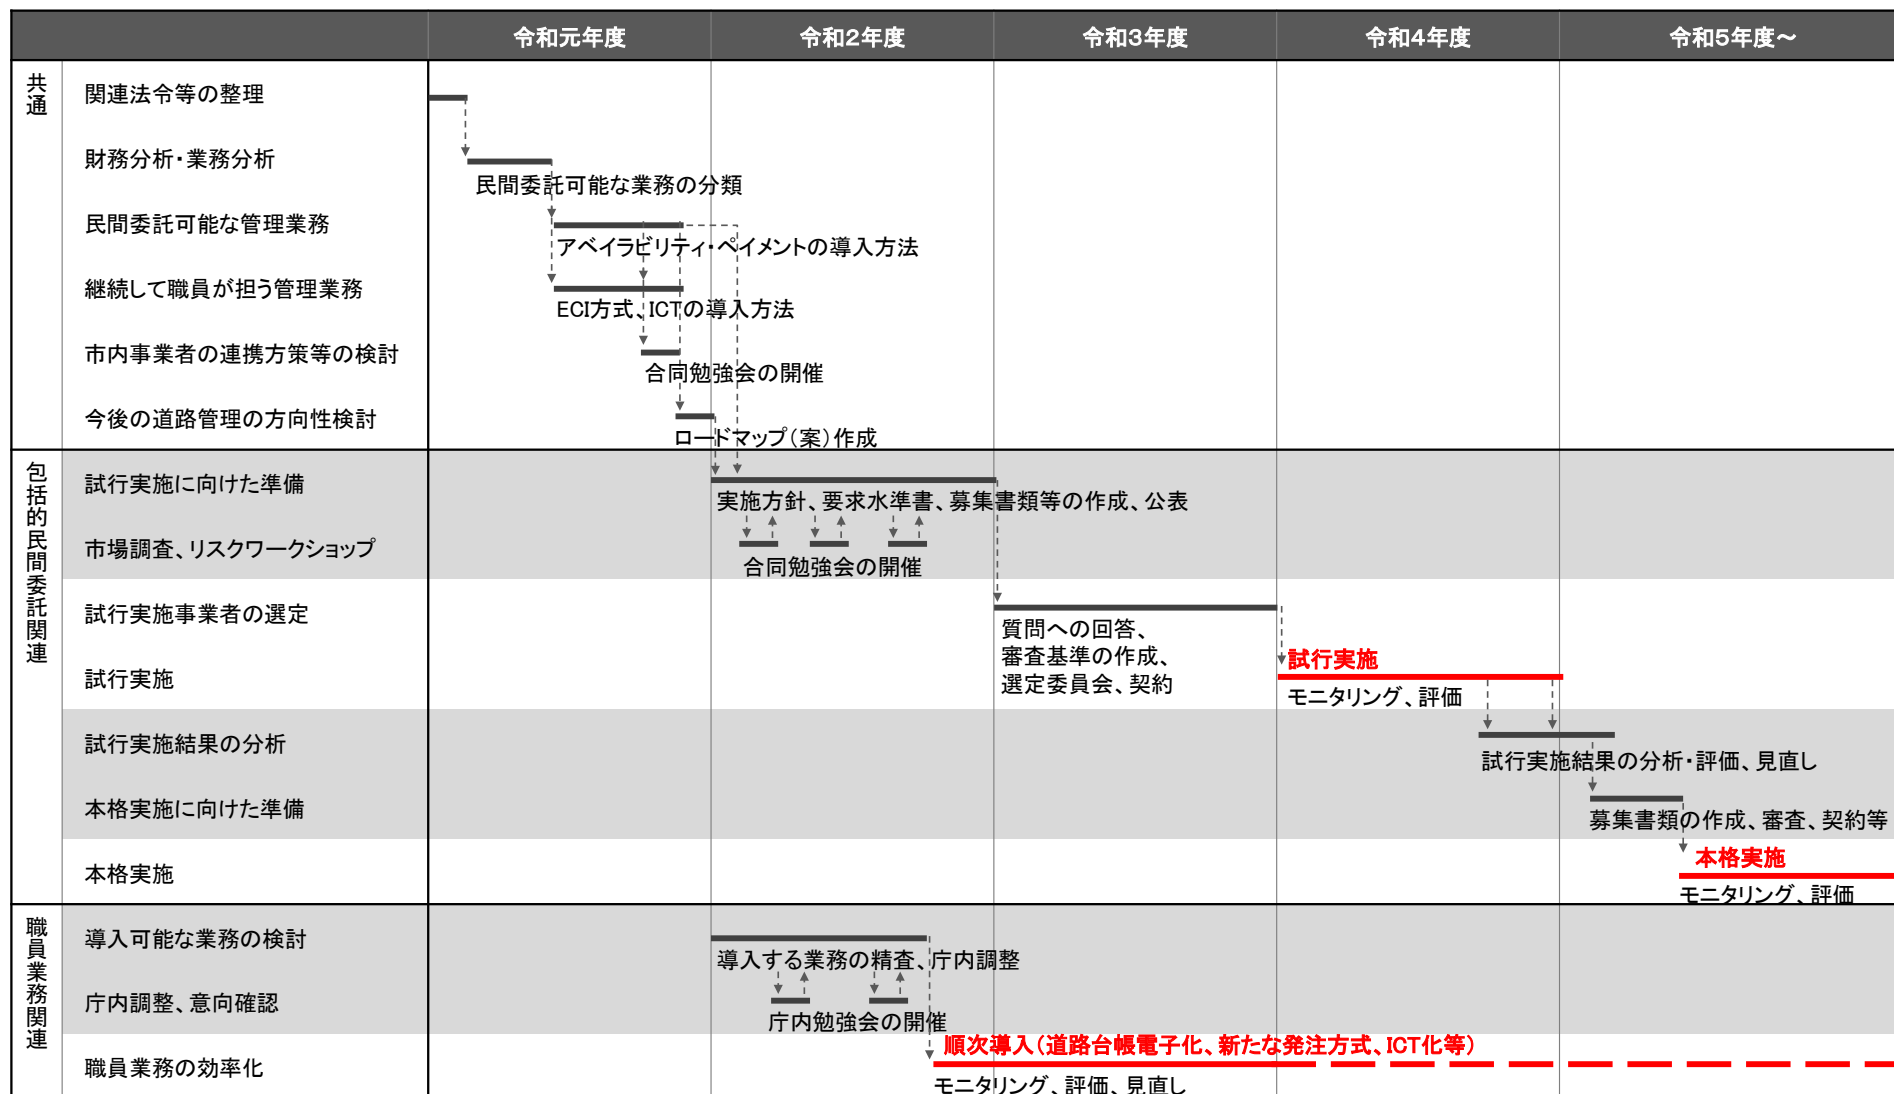 令和元年度
令和２年度
令和３年度
令和４年度
令和５年度～
共通
関連法令等の整理
財務分析・業務分析
民間委託可能な業務の分類
民間委託可能な管理業務
アベイラビリティ・ペイメントの導入方法
継続して職員が担う管理業務
ECI方式、ICTの導入方法
市内事業者の連携方策等の検討
合同勉強会の開催
今後の道路管理の方向性検討
ロードマップ（案）作成
包括的民間委託関連
試行実施に向けた準備
実施方針、要求水準書、募集書類等の作成、公表
市場調査、リスクワークショップ
合同勉強会の開催
試行実施事業者の選定
質問への回答、
審査基準の作成、
選定委員会、契約
試行実施
試行実施
モニタリング、評価
試行実施結果の分析
試行実施結果の分析・評価、見直し
本格実施に向けた準備
募集書類の作成、審査、契約等
本格実施
本格実施
モニタリング、評価
職員業務関連
導入可能な業務の検討
導入する業務の精査、庁内調整
庁内調整、意向確認
庁内勉強会の開催
職員業務の効率化
順次導入（道路台帳電子化、新たな発注方式、ICT化等）
モニタリング、評価、見直し